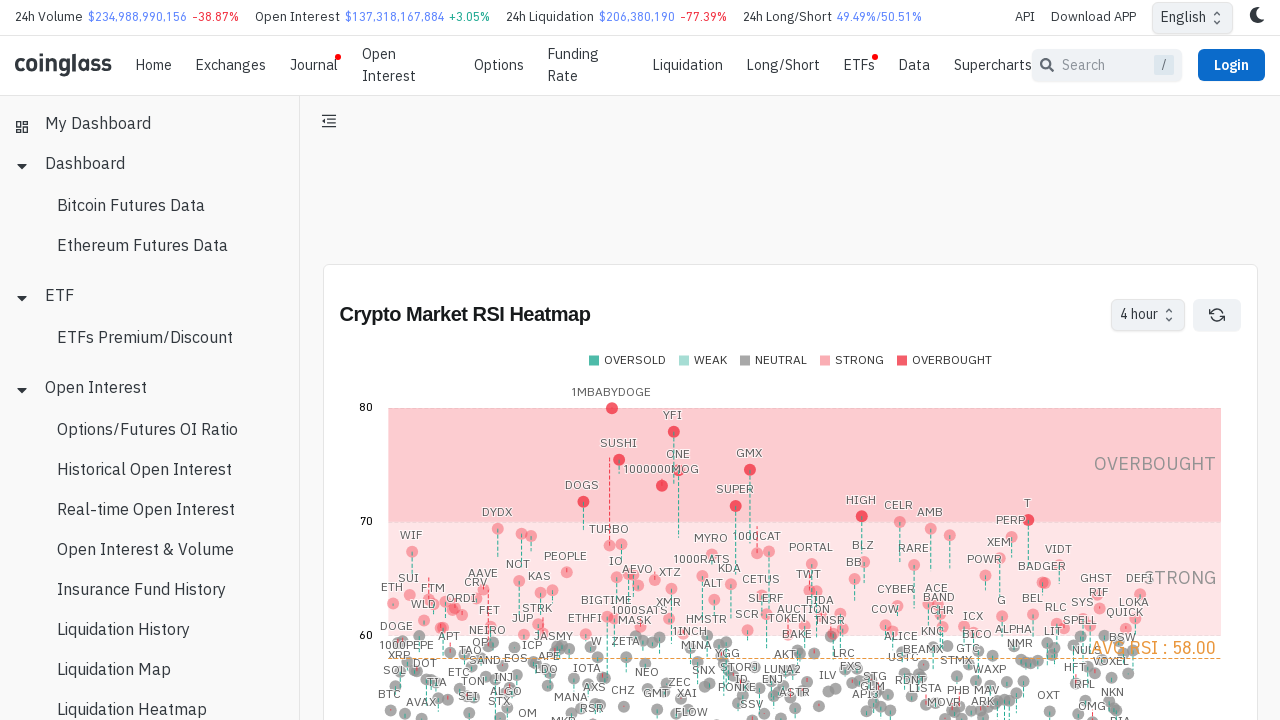 24h Volume $234,988,990,156 -38.87% Open Interest $137,318,167,884 +3.05% 24h Liquidation $206,380,190 -77.39% 24h Long/Short 49.49%/50.51% API Download APP English
coinglass Home Exchanges Journal Open Interest Options Funding Rate Liquidation Long/Short ETFs Data Supercharts Search / Login
My Dashboard
Dashboard
Bitcoin Futures Data
Ethereum Futures Data
ETF
ETFs Premium/Discount
Open Interest
Options/Futures OI Ratio
Historical Open Interest
Real-time Open Interest
Open Interest & Volume
Insurance Fund History
Liquidation History
Liquidation Map
Liquidation Heatmap
Crypto Market RSI Heatmap 4 hour
OVERSOLD WEAK NEUTRAL STRONG OVERBOUGHT
1MBABYDOGE
80
YFI
SUSHI
ONE
GMX
OVERBOUGHT
1000000MOG
DOGS
SUPER
HIGH
CELR
T
DYDX
AMB
70
PERP
TURBO
WIF
MYRO
1000CAT
XEM
PORTAL
BLZ
RARE
VIDT
PEOPLE
1000RATS
POWR
NOT
IO
BB
BADGER
AEVO
KDA
XTZ
AAVE
KAS
TWT
SUI
CRV
ALT
CETUS
GHST
DEFI
STRONG
ETH
FTM
CYBER
ACE
RIF
ORDI
BIGTIME
XMR
SLERF
FIDA
BAND
BEL
SYS
LOKA
WLD
STRK
1000SATS
SCR
AUCTION
COW
CHR
RLC
QUICK
FET
JUP
ETHFI
MASK
HMSTR
TOKEN
TNSR
ICX
SPELL
DOGE
NEIRO
1INCH
KNC
ALPHA
LIT
60
APT
JASMY
BAKE
ALICE
BICO
BSW
1000PEPE
OP
ICP
W
ZETA
MINA
BEAMX
GTC
NMR
NULS
AVG RSI : 58.00
XRP
TAO
SAND
EOS
APE
YGG
AKT
LRC
USTC
STMX
VOXEL
SOL
DOT
ETC
LDO
IOTA
NEO
SNX
STORJ
LUNA2
FXS
WAXP
HFT
TIA
TON
INJ
AXS
ZEC
ID
ENJ
ILV
STG
RDNT
RPL
BTC
AVAX
SEI
ALGO
MANA
CHZ
GMT
XAI
PONKE
ASTR
API3
GLM
LISTA
PHB
MAV
OXT
NKN
STX
RSR
SSV
MOVR
ARK
OMG
OM
FLOW